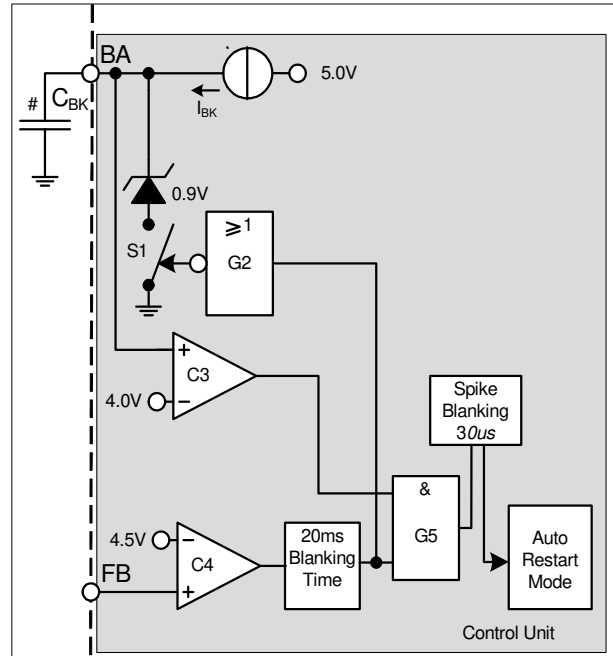 BA
5.0V
# C_BK
I_BK
0.9V
S1
≥1
G2
C3
4.0V
Spike
Blanking
30us
&
G5
4.5V
C4
20ms
Blanking
Time
Auto
Restart
Mode
FB
Control Unit